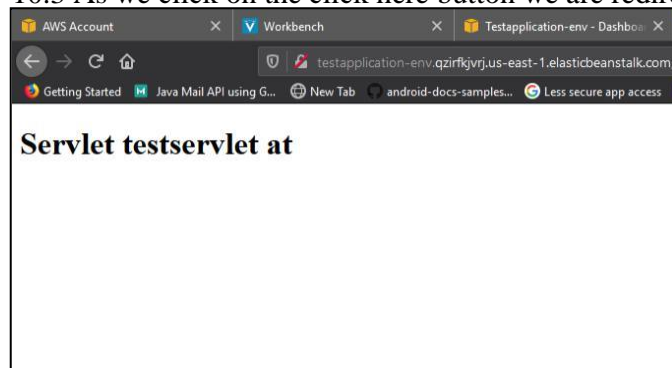 10.3 As we click on the click here button we are redire
AWS Account
Workbench
Testapplication-env - Dashboa
testapplication-env.qzirfkjvrj.us-east-1.elasticbeanstalk.com
Getting Started
Java Mail API using G...
New Tab
android-docs-samples...
Less secure app access
Servlet testservlet at